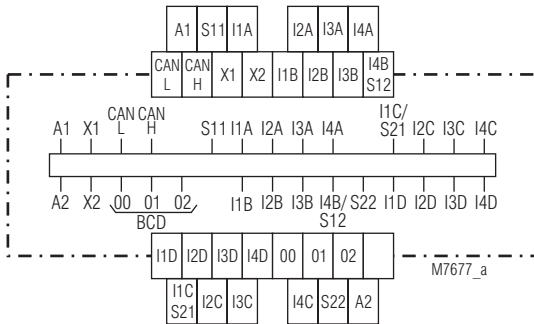 A1 S11 I1A I2A I3A I4A
CAN L CAN H X1 X2 I1B I2B I3B I4B S12
A1 X1 CAN L CAN H S11 I1A I2A I3A I4A I1C/ S21 I2C I3C I4C
A2 X2 00 01 02 I1B I2B I3B I4B/ S12 S22 I1D I2D I3D I4D
BCD
I1D I2D I3D I4D 00 01 02
M7677_a
I1C S21 I2C I3C I4C S22 A2